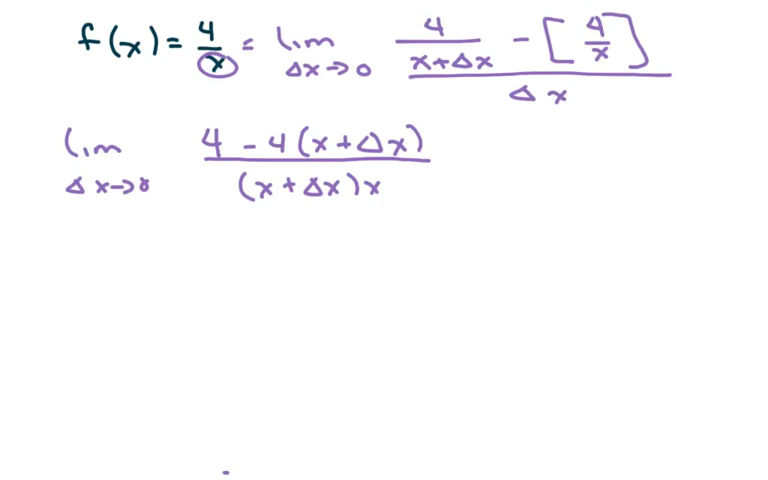 f(x) = 4/x = lim Δx→0 (4/(x+Δx) - [4/x])/Δx
lim Δx→0 (4 - 4(x+Δx))/((x+Δx)x)